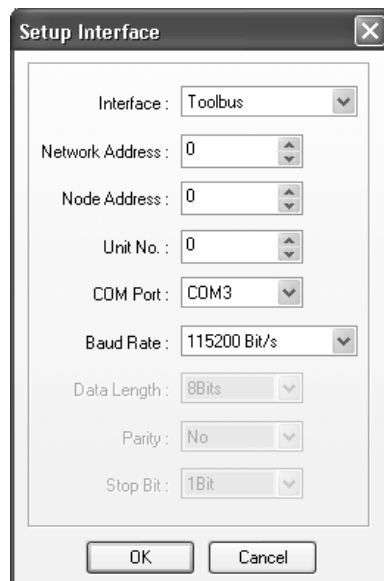 Setup Interface
Interface : Toolbus
Network Address : 0
Node Address : 0
Unit No. : 0
COM Port : COM3
Baud Rate : 115200 Bit/s
Data Length : 8Bits
Parity : No
Stop Bit : 1Bit
OK Cancel